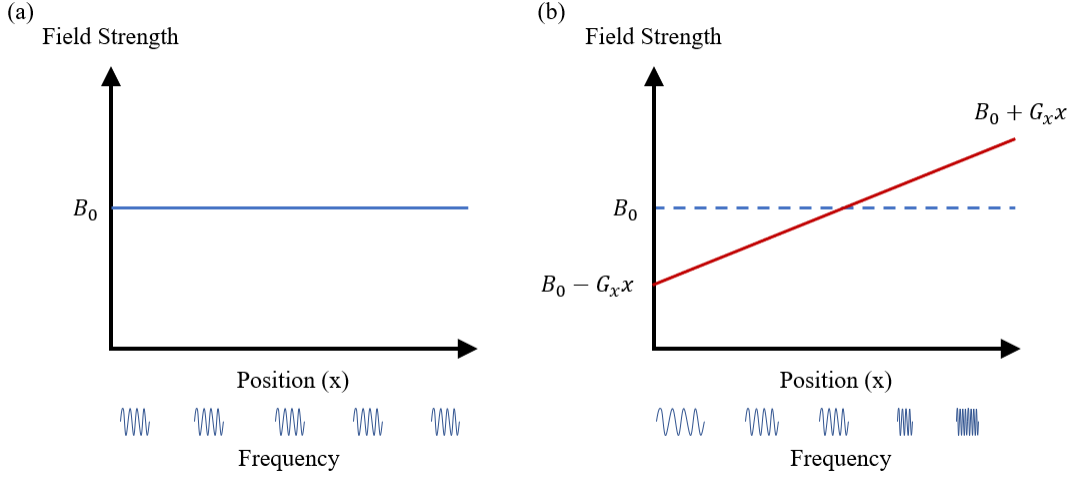 (a)
Field Strength
B₀
Position (x)
Frequency
(b)
Field Strength
B₀ + Gₓx
B₀
B₀ − Gₓx
Position (x)
Frequency